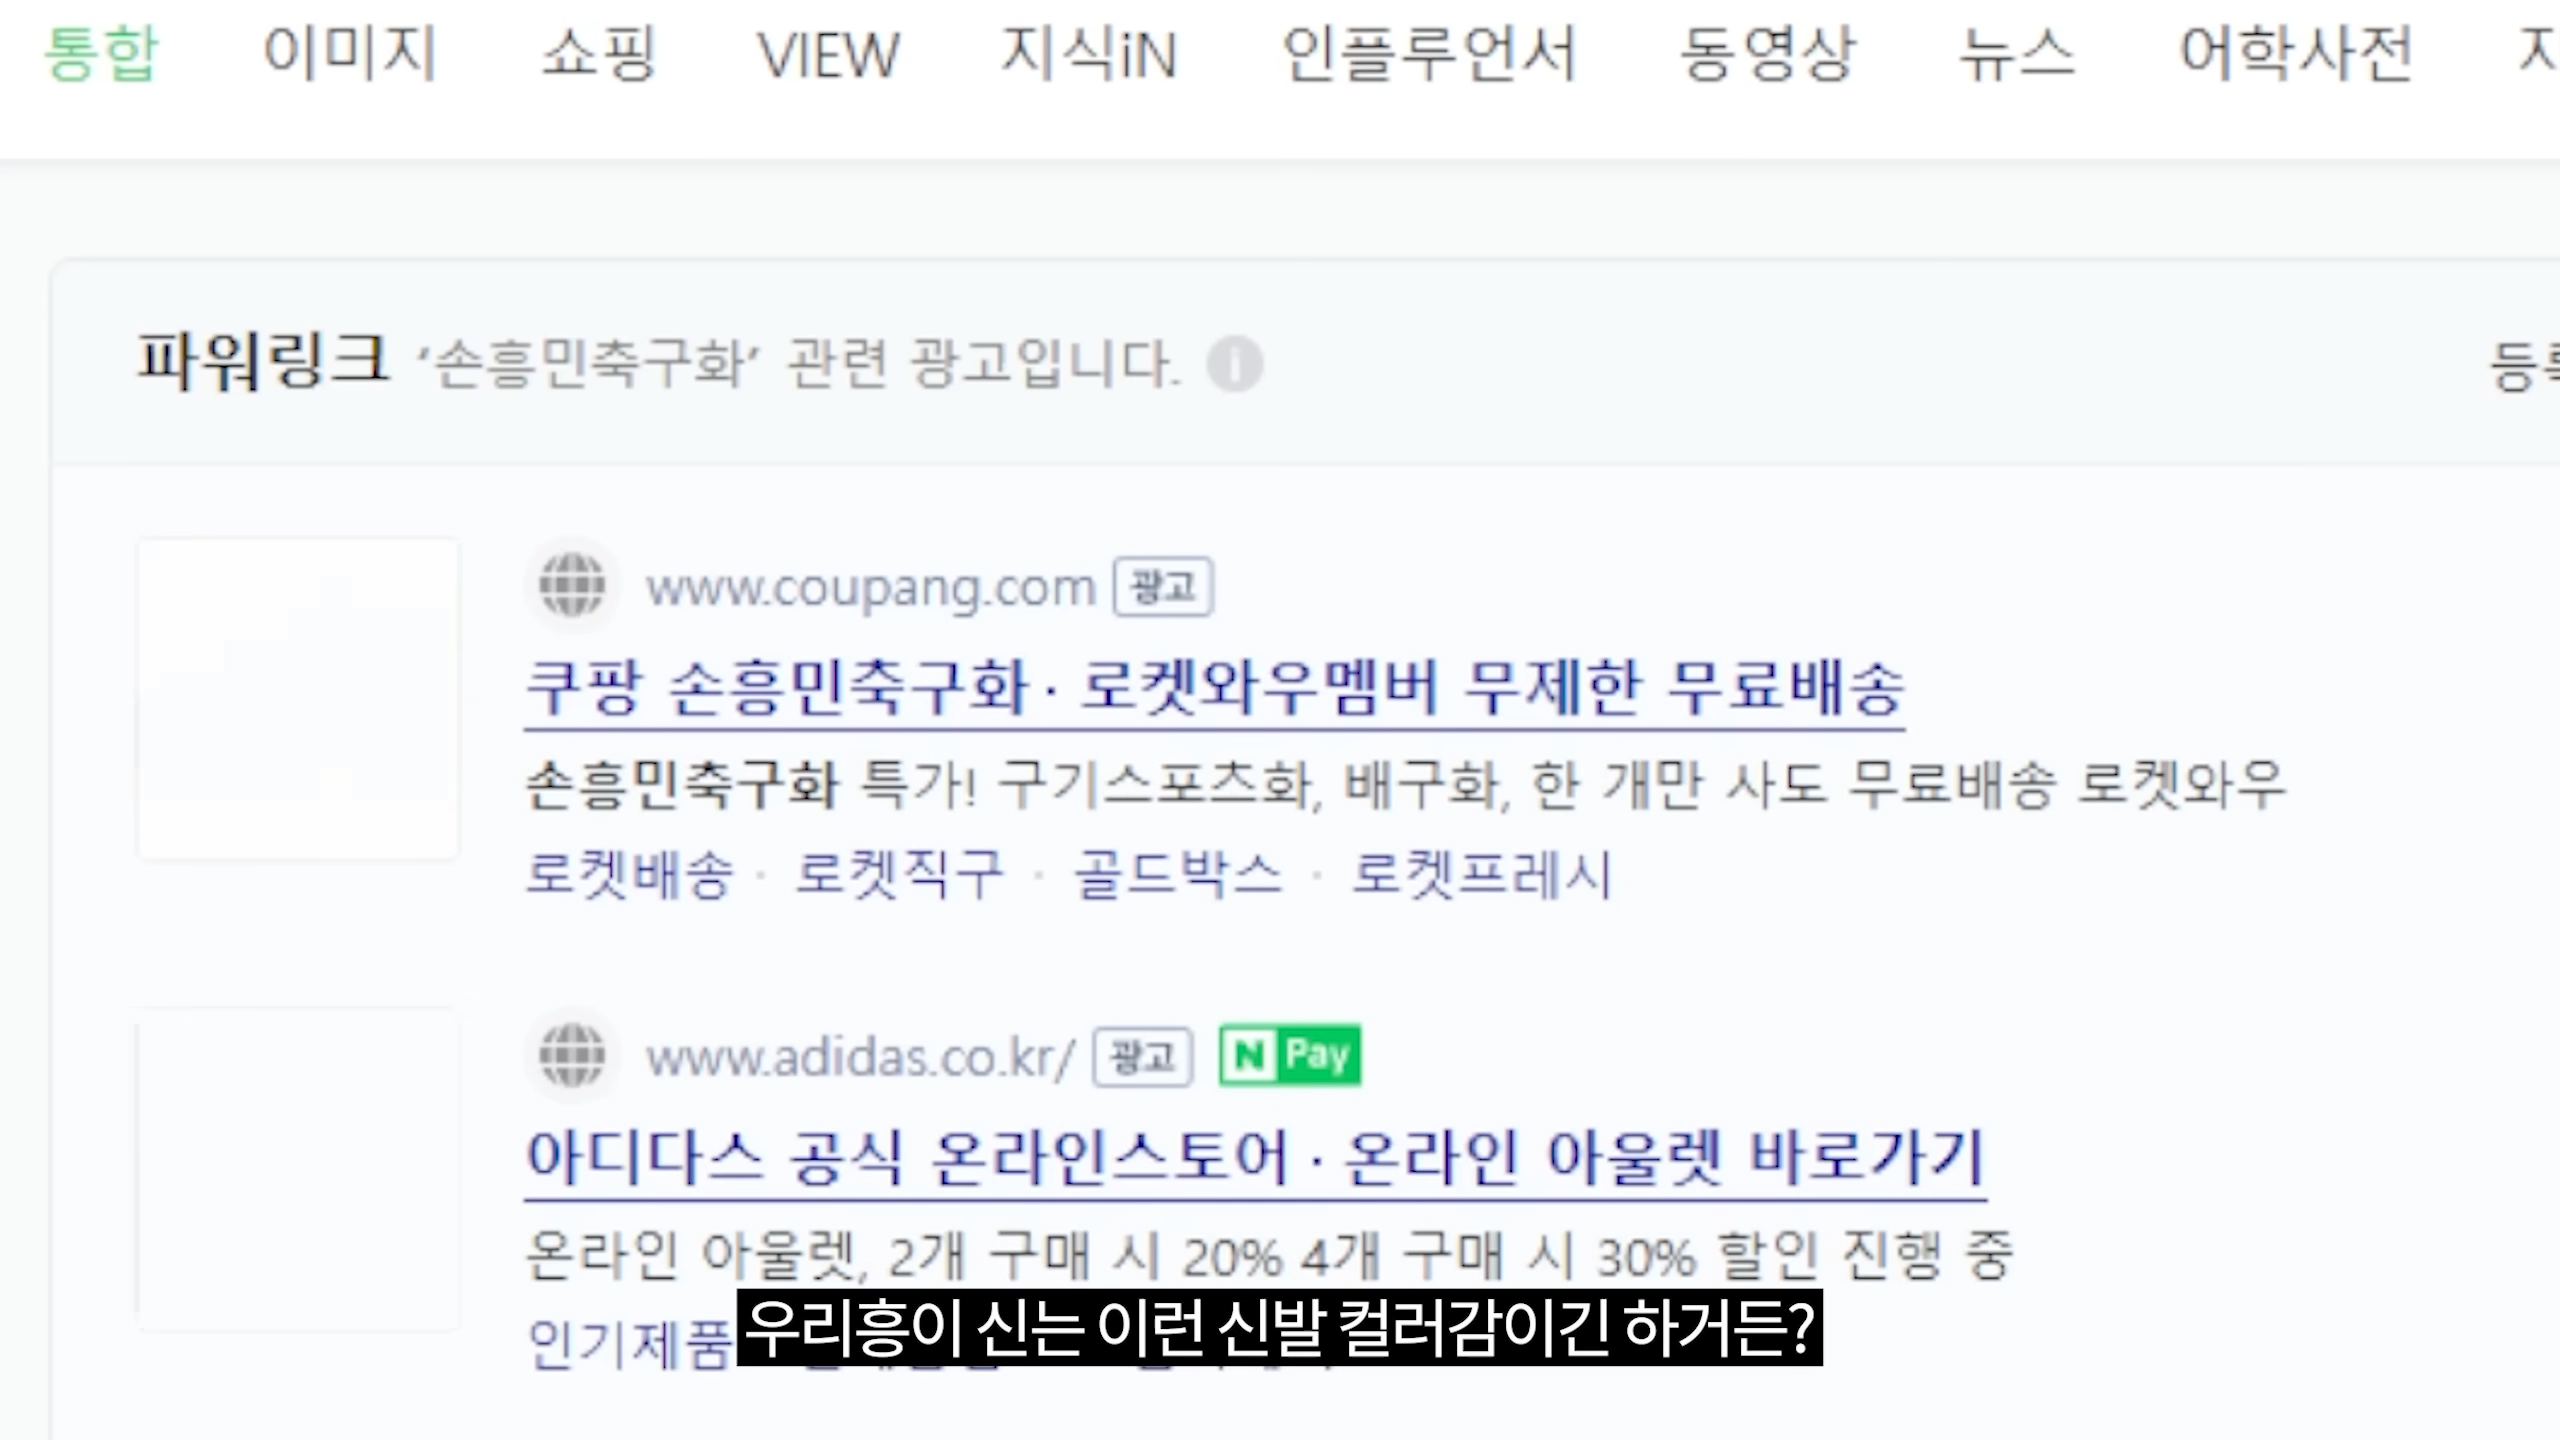 통합 이미지 쇼핑 VIEW 지식iN 인플루언서 동영상 뉴스 어학사전
파워링크 '손흥민축구화' 관련 광고입니다.
www.coupang.com 광고
쿠팡 손흥민축구화 · 로켓와우멤버 무제한 무료배송
손흥민축구화 특가! 구기스포츠화, 배구화, 한 개만 사도 무료배송 로켓와우
로켓배송 · 로켓직구 · 골드박스 · 로켓프레시
www.adidas.co.kr/ 광고 N Pay
아디다스 공식 온라인스토어 · 온라인 아울렛 바로가기
온라인 아울렛, 2개 구매 시 20% 4개 구매 시 30% 할인 진행 중
인기제품
우리흥이 신는 이런 신발 컬러감이긴 하거든?